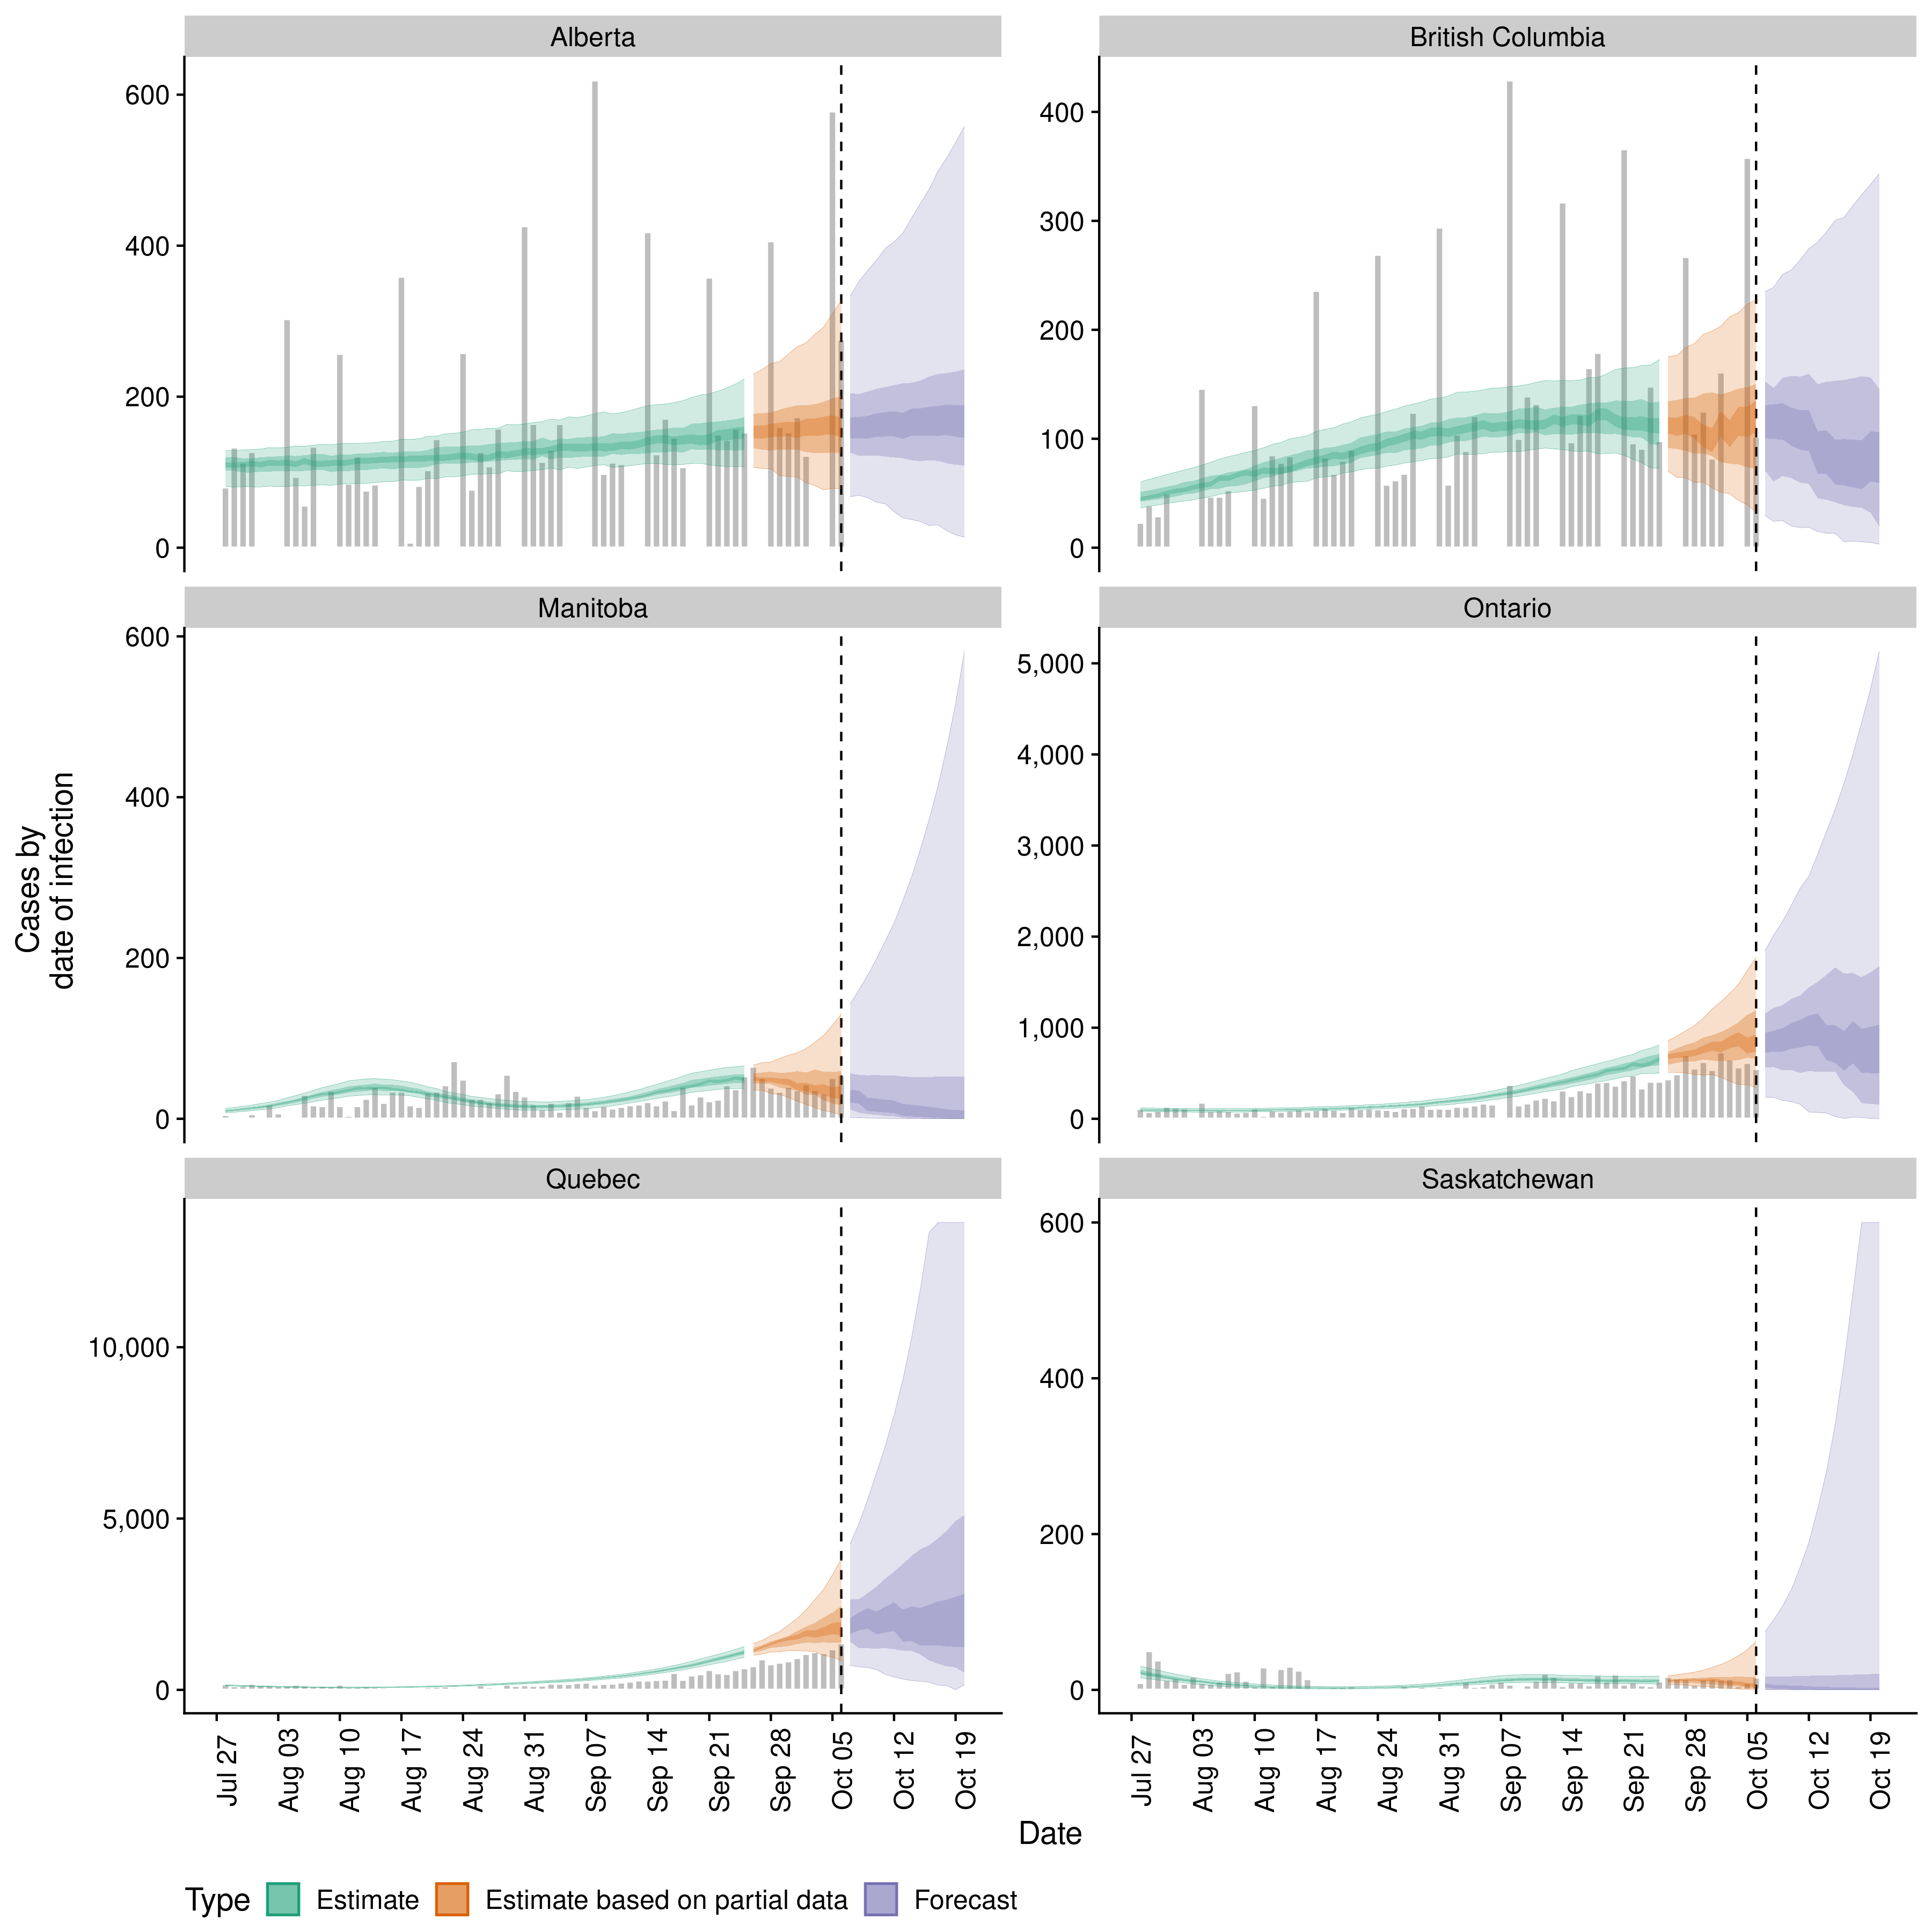 Alberta
British Columbia
600
400
200
0
400
300
200
100
0
Manitoba
Ontario
600
400
200
0
5,000
4,000
3,000
2,000
1,000
0
Cases by
date of infection
Quebec
Saskatchewan
10,000
5,000
0
600
400
200
0
Jul 27
Aug 03
Aug 10
Aug 17
Aug 24
Aug 31
Sep 07
Sep 14
Sep 21
Sep 28
Oct 05
Oct 12
Oct 19
Jul 27
Aug 03
Aug 10
Aug 17
Aug 24
Aug 31
Sep 07
Sep 14
Sep 21
Sep 28
Oct 05
Oct 12
Oct 19
Date
Type Estimate Estimate based on partial data Forecast